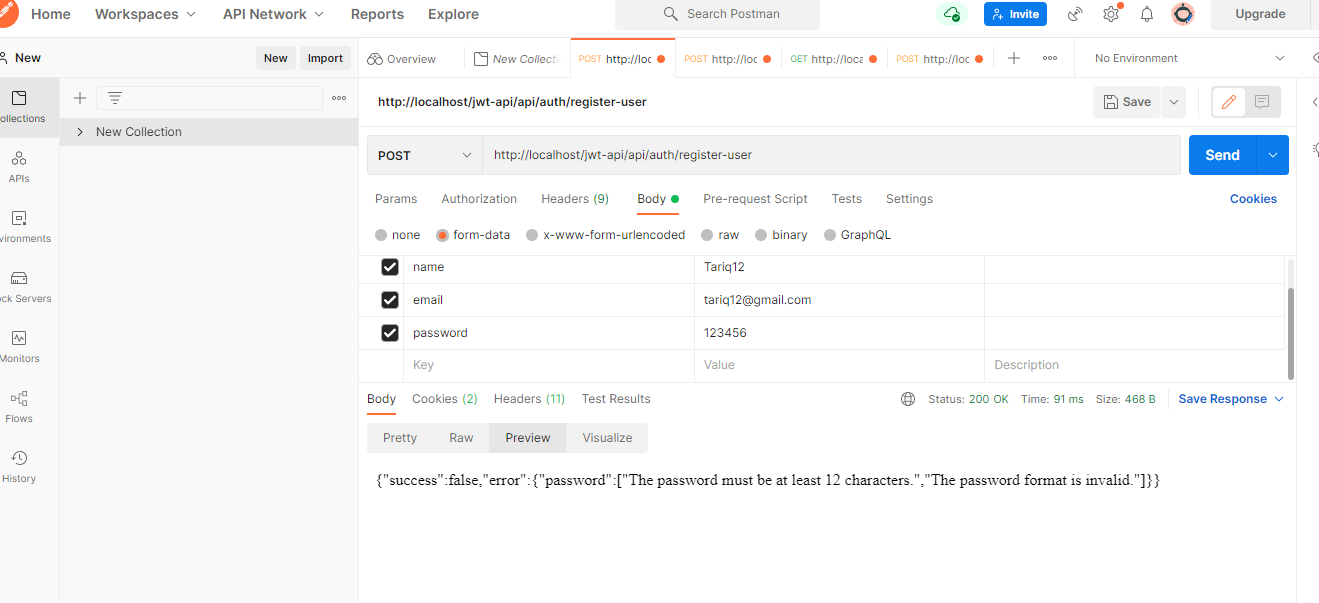 Home Workspaces API Network Reports Explore Search Postman Invite Upgrade
New New Import Overview New Collecti POST http://loc POST http://loc GET http://loca POST http://loc No Environment
http://localhost/jwt-api/api/auth/register-user Save
ollections
New Collection
POST http://localhost/jwt-api/api/auth/register-user Send
APIs
Params Authorization Headers (9) Body Pre-request Script Tests Settings Cookies
vironments
none form-data x-www-form-urlencoded raw binary GraphQL
name Tariq12
ock Servers
email tariq12@gmail.com
password 123456
Monitors
Key Value Description
Body Cookies (2) Headers (11) Test Results Status: 200 OK Time: 91 ms Size: 468 B Save Response
Flows
Pretty Raw Preview Visualize
History
{"success":false,"error":{"password":["The password must be at least 12 characters.","The password format is invalid."]}}